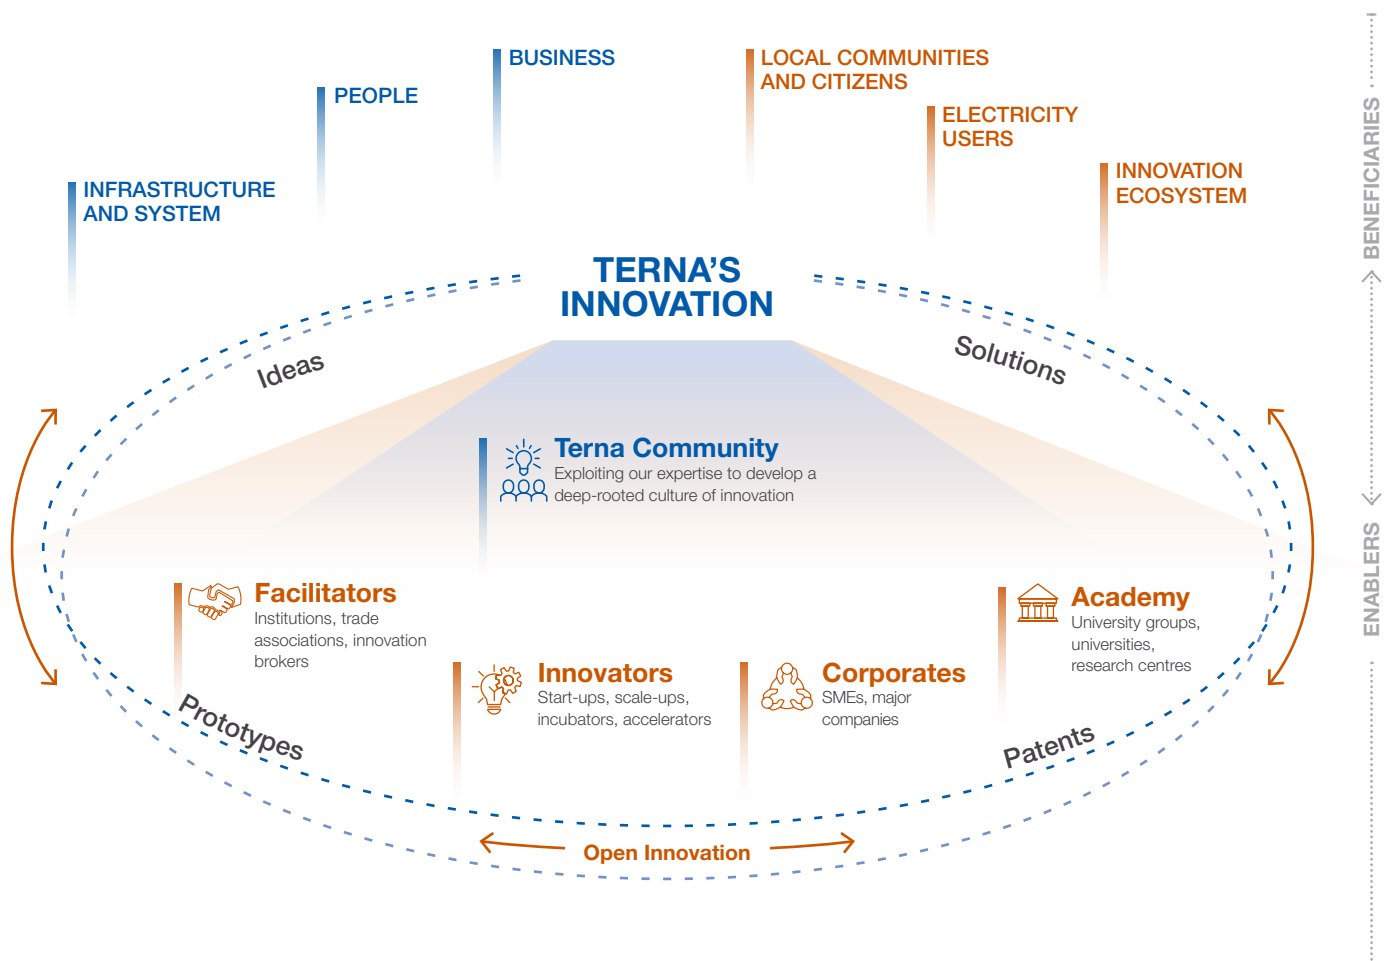 BUSINESS
LOCAL COMMUNITIES
AND CITIZENS
PEOPLE
ELECTRICITY
USERS
INNOVATION
ECOSYSTEM
INFRASTRUCTURE
AND SYSTEM
BENEFICIARIES
TERNA'S
INNOVATION
Ideas
Solutions
Terna Community
Exploiting our expertise to develop a
deep-rooted culture of innovation
ENABLERS
Facilitators
Institutions, trade
associations, innovation
brokers
Innovators
Start-ups, scale-ups,
incubators, accelerators
Corporates
SMEs, major
companies
Academy
University groups,
universities,
research centres
Prototypes
Patents
Open Innovation